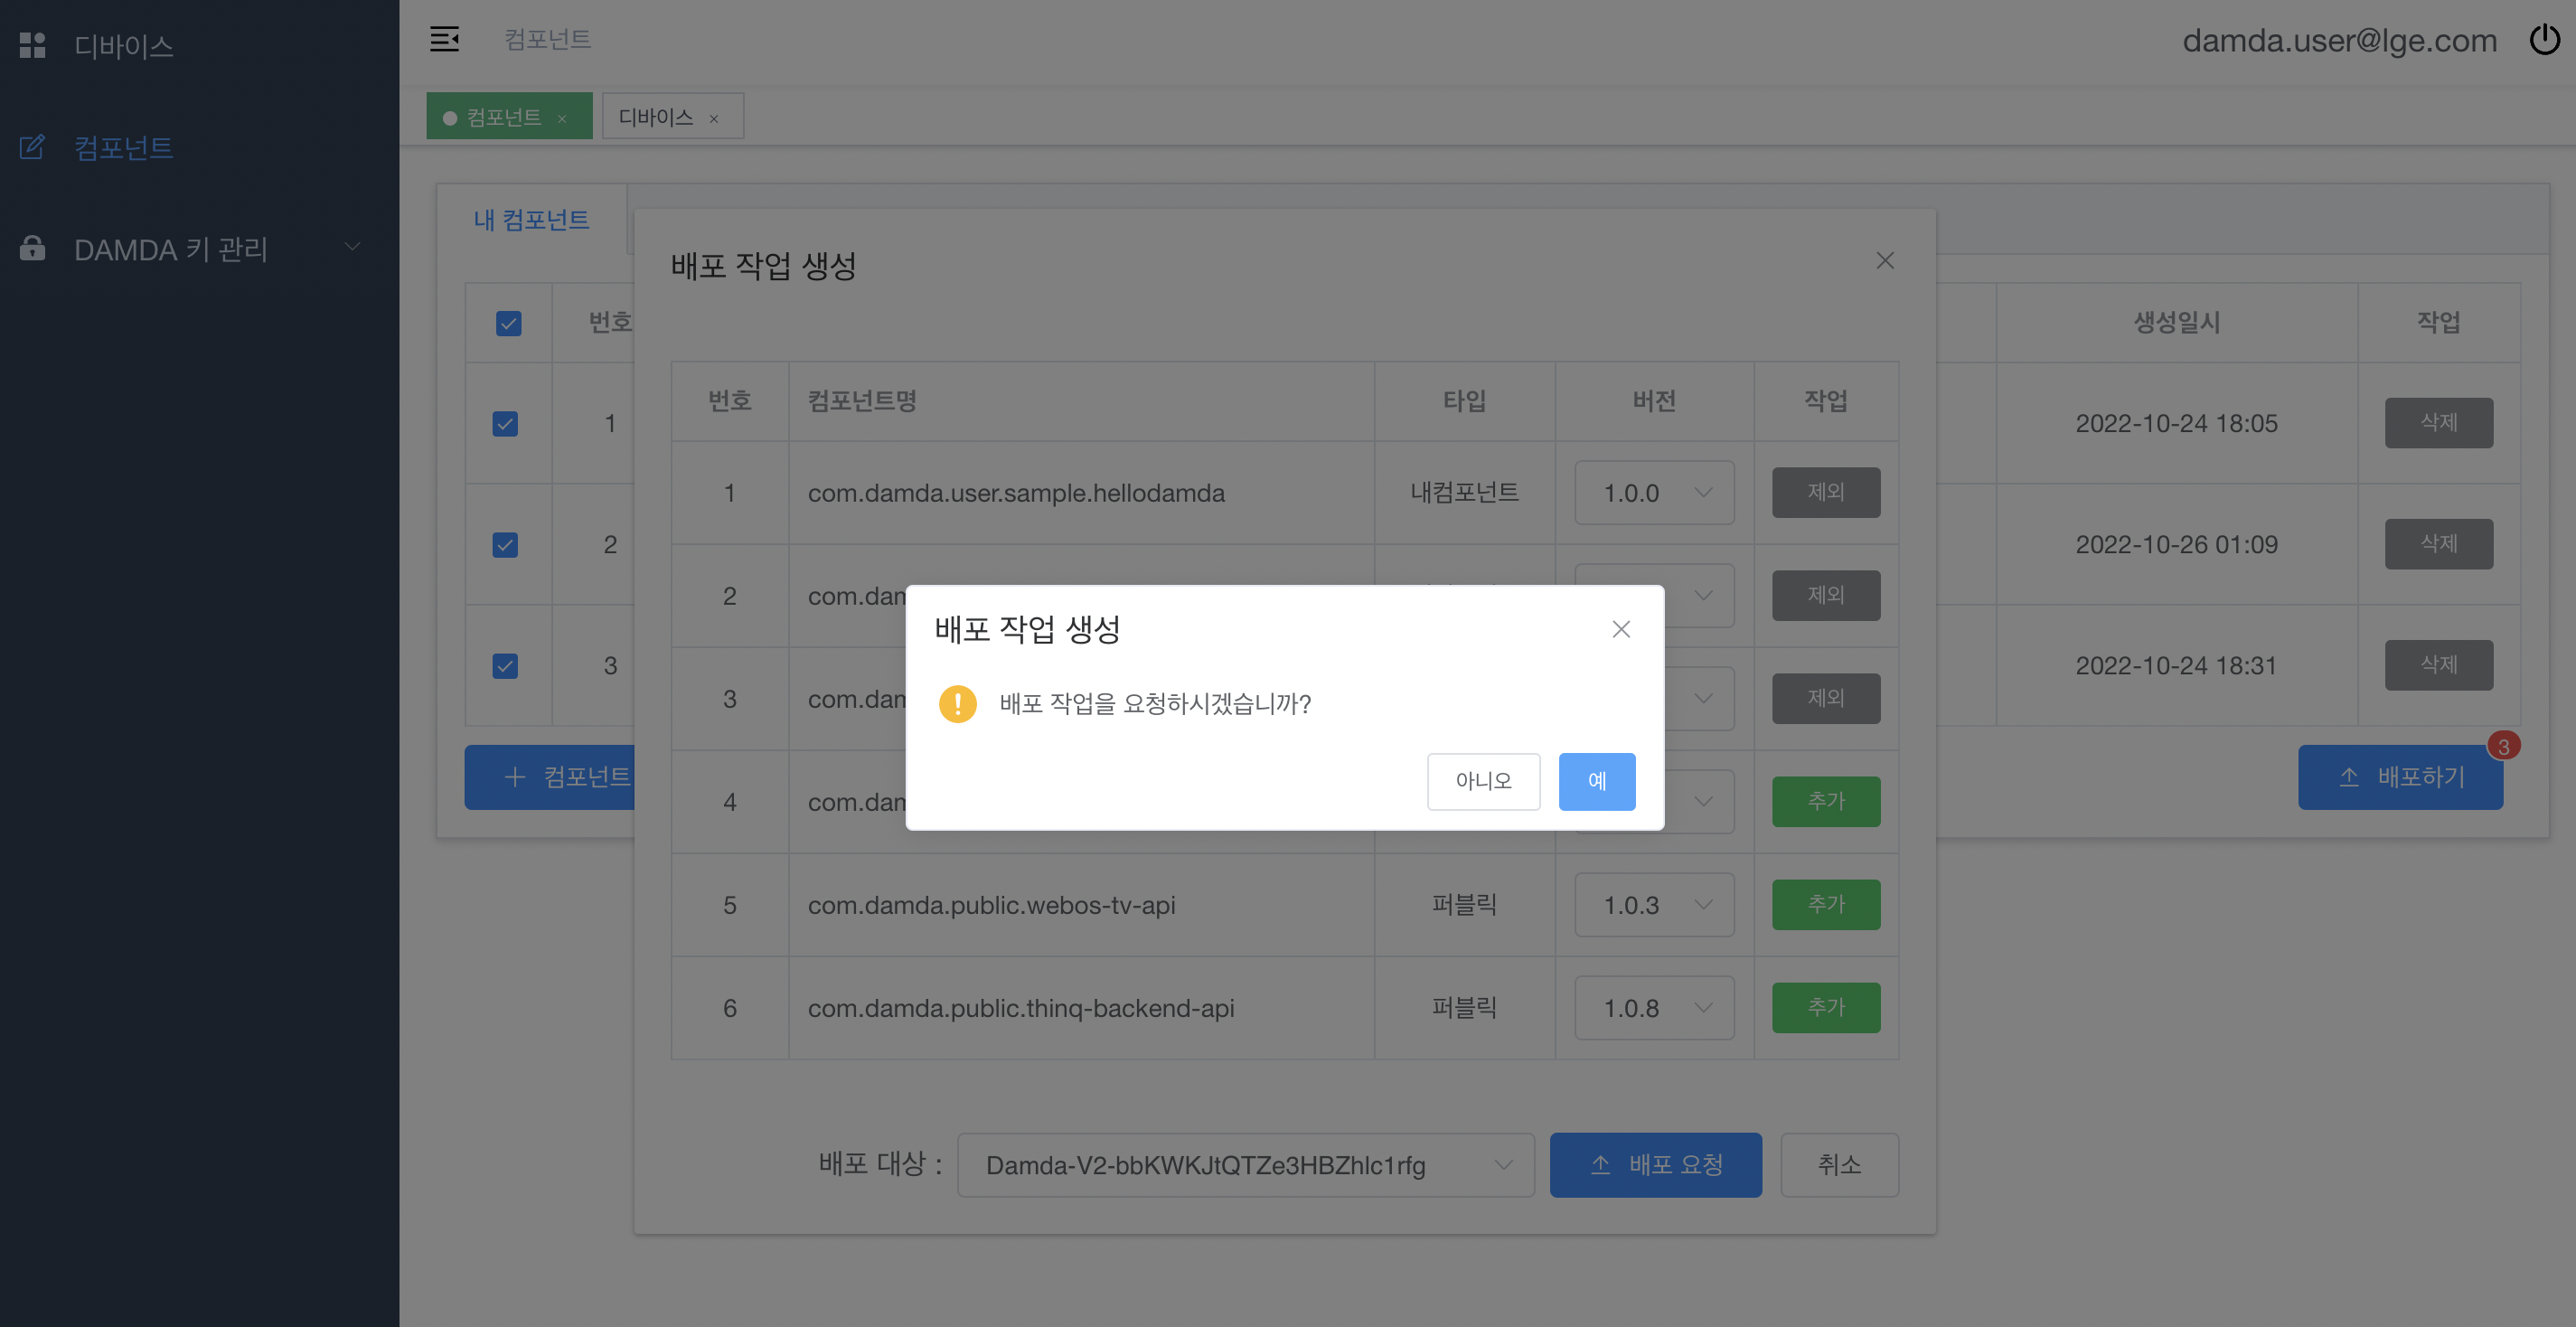 디바이스
컴포넌트
DAMDA 키 관리
컴포넌트
damda.user@lge.com
컴포넌트 ×
디바이스 ×
내 컴포넌트
번호
생성일시
작업
1
2022-10-24 18:05
삭제
2
2022-10-26 01:09
삭제
3
2022-10-24 18:31
삭제
컴포넌트
배포하기
3
배포 작업 생성
번호
컴포넌트명
타입
버전
작업
1
com.damda.user.sample.hellodamda
내컴포넌트
1.0.0
제외
2
제외
3
제외
4
추가
5
com.damda.public.webos-tv-api
퍼블릭
1.0.3
추가
6
com.damda.public.thinq-backend-api
퍼블릭
1.0.8
추가
배포 대상 :
Damda-V2-bbKWKJtQTZe3HBZhlc1rfg
배포 요청
취소
배포 작업 생성
배포 작업을 요청하시겠습니까?
아니오
예